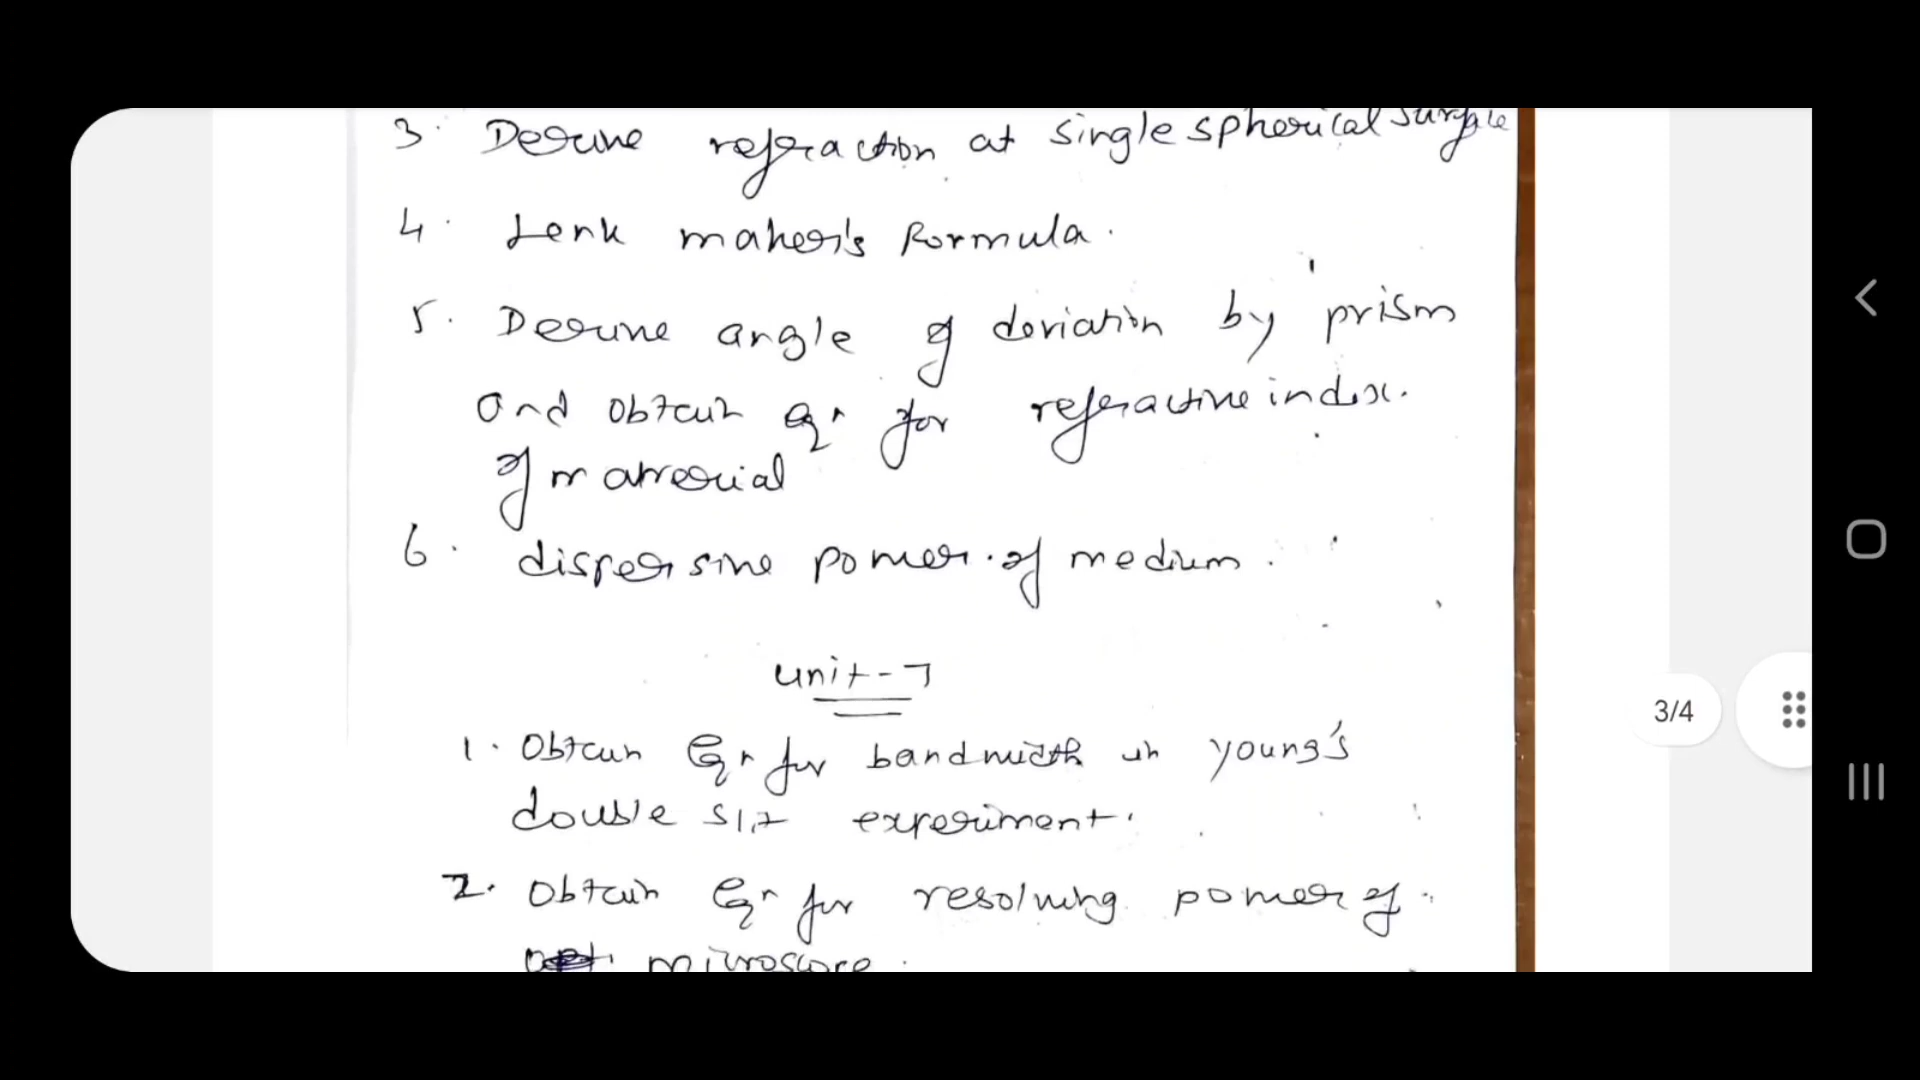 3. Derive refraction at single spherical surface
4. Lens maker's formula.
5. Derive angle of deviation by prism
and obtain Eqn for refractive index.
of material
6. dispersive power of medium.
unit-7
1. Obtain Eqn for bandwidth in young's
double slit experiment.
2. Obtain Eqn for resolving power of
microscope.
3/4